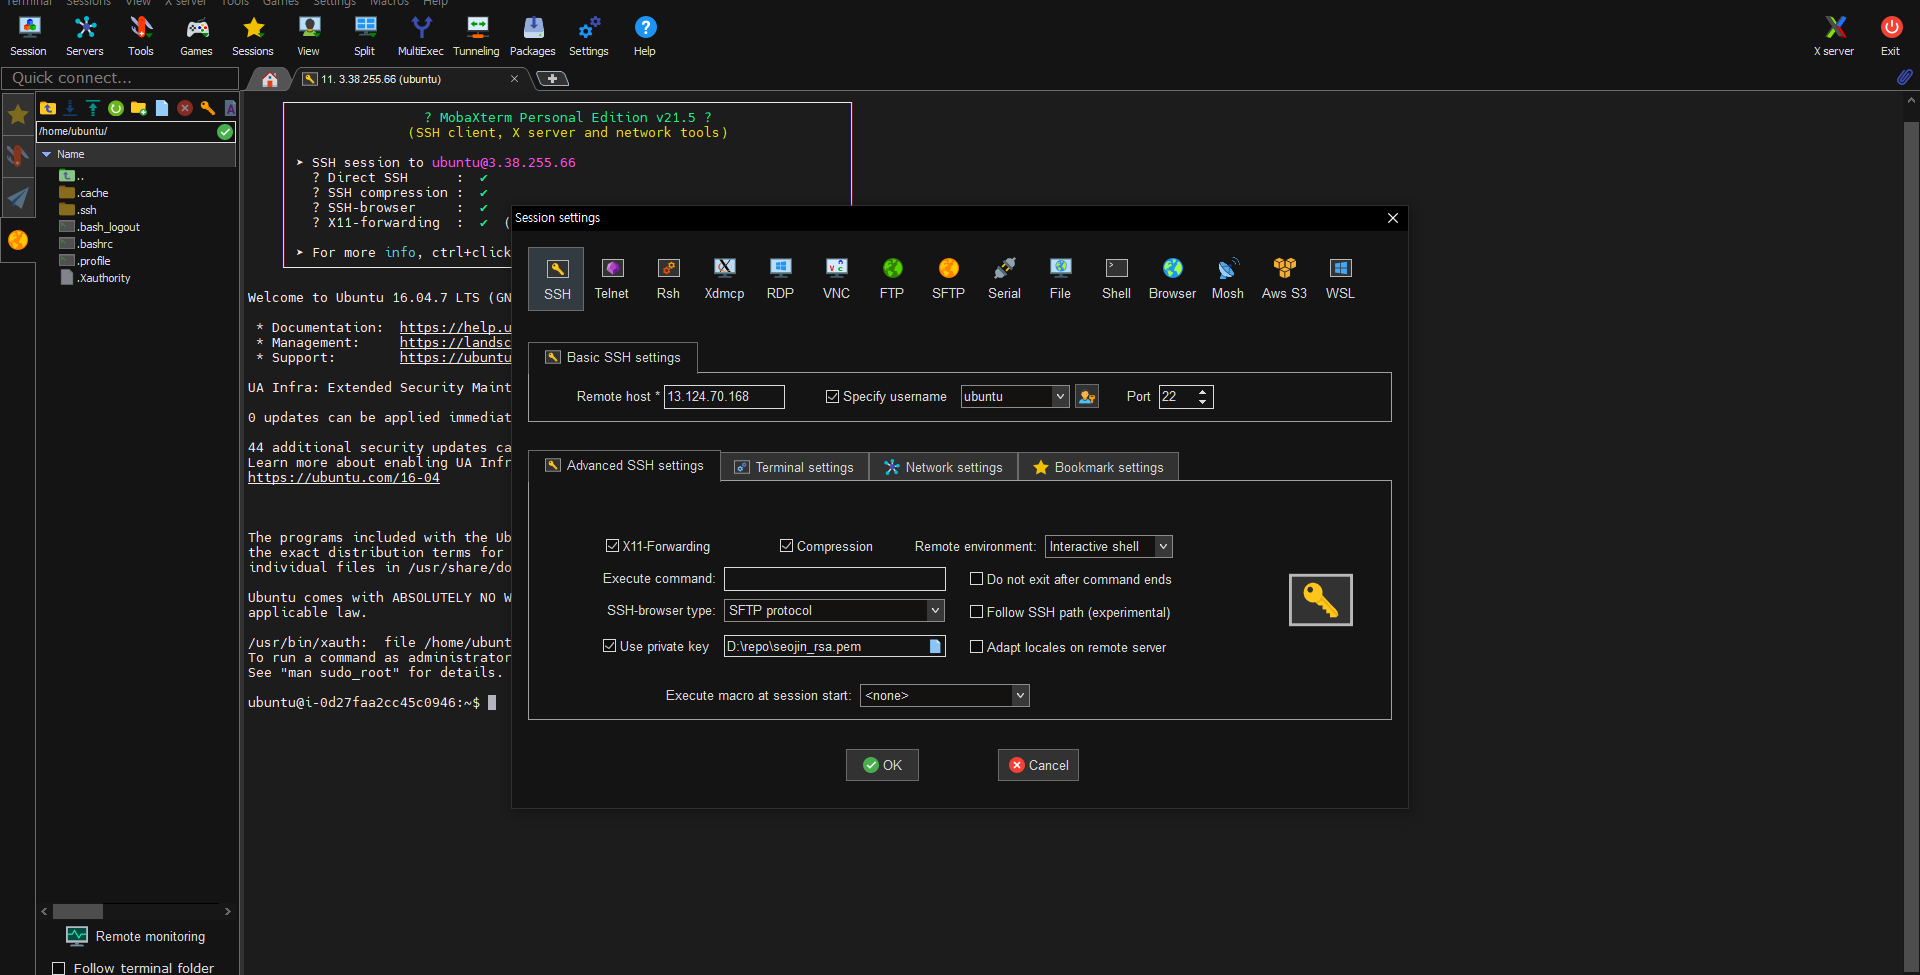 Terminal Sessions View X server Tools Games Settings Macros Help
Session Servers Tools Games Sessions View Split MultiExec Tunneling Packages Settings Help X server Exit
Quick connect...
11. 3.38.255.66 (ubuntu)
/home/ubuntu/
Name
..
.cache
.ssh
.bash_logout
.bashrc
.profile
.Xauthority
Remote monitoring
Follow terminal folder
? MobaXterm Personal Edition v21.5 ?
(SSH client, X server and network tools)
➤ SSH session to ubuntu@3.38.255.66
? Direct SSH : ✔
? SSH compression : ✔
? SSH-browser : ✔
? X11-forwarding : ✔ (
➤ For more info, ctrl+click
Welcome to Ubuntu 16.04.7 LTS (GN
* Documentation: https://help.u
* Management: https://landsc
* Support: https://ubuntu
UA Infra: Extended Security Maint
0 updates can be applied immediat
44 additional security updates ca
Learn more about enabling UA Infr
https://ubuntu.com/16-04
The programs included with the Ub
the exact distribution terms for
individual files in /usr/share/do
Ubuntu comes with ABSOLUTELY NO W
applicable law.
/usr/bin/xauth: file /home/ubunt
To run a command as administrator
See "man sudo_root" for details.
ubuntu@i-0d27faa2cc45c0946:~$
Session settings
SSH Telnet Rsh Xdmcp RDP VNC FTP SFTP Serial File Shell Browser Mosh Aws S3 WSL
Basic SSH settings
Remote host * 13.124.70.168 Specify username ubuntu Port 22
Advanced SSH settings Terminal settings Network settings Bookmark settings
X11-Forwarding Compression Remote environment: Interactive shell
Execute command: Do not exit after command ends
SSH-browser type: SFTP protocol Follow SSH path (experimental)
Use private key D:\repo\seojin_rsa.pem Adapt locales on remote server
Execute macro at session start: <none>
OK Cancel